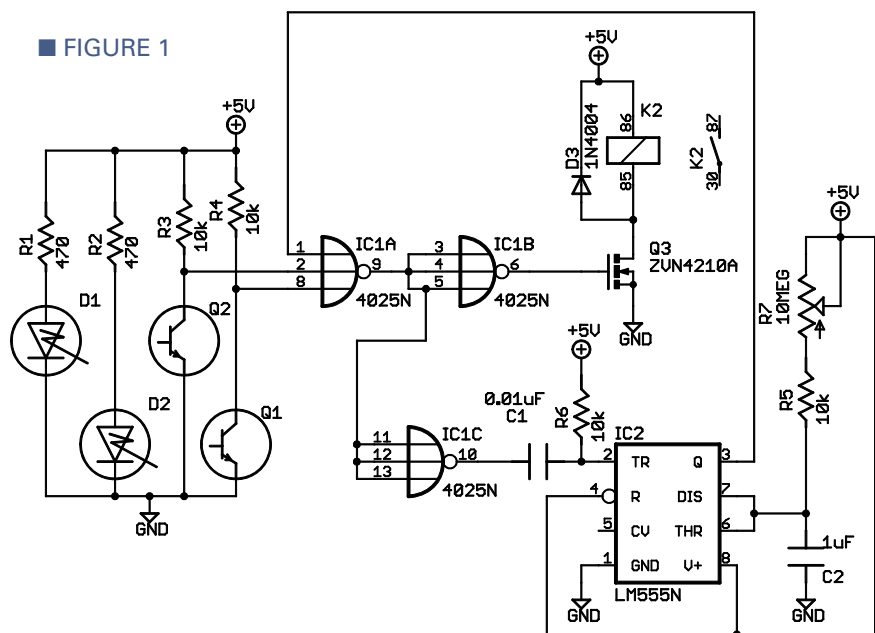 ■ FIGURE 1
+5V
+5V
+5V
+5V
+5V
R1
470
R2
470
R3
10k
R4
10k
D1
Q2
D2
Q1
GND
1
2
8
IC1A
9
4025N
3
4
5
IC1B
6
4025N
D3
1N4004
86
K2
85
K2
87
30
Q3
ZVN4210A
GND
11
12
13
IC1C
10
4025N
0.01uF
C1
R6
10k
IC2
2 TR Q 3
4 R DIS 7
5 CV THR 6
1 GND V+ 8
LM555N
GND
R7
10MEG
R5
10k
1uF
C2
GND